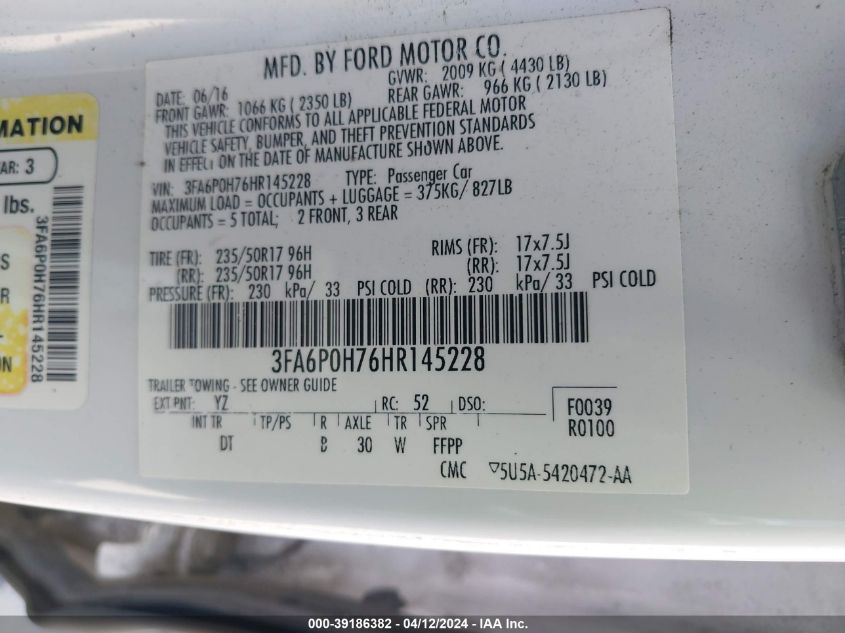 MFD. BY FORD MOTOR CO.
DATE: 06/16 GVWR: 2009 KG ( 4430 LB)
FRONT GAWR: 1066 KG ( 2350 LB) REAR GAWR: 966 KG ( 2130 LB)
THIS VEHICLE CONFORMS TO ALL APPLICABLE FEDERAL MOTOR
VEHICLE SAFETY, BUMPER, AND THEFT PREVENTION STANDARDS
IN EFFECT ON THE DATE OF MANUFACTURE SHOWN ABOVE.
VIN: 3FA6P0H76HR145228 TYPE: Passenger Car
MAXIMUM LOAD = OCCUPANTS + LUGGAGE = 375KG/ 827LB
OCCUPANTS = 5 TOTAL; 2 FRONT, 3 REAR
TIRE (FR): 235/50R17 96H RIMS (FR): 17x7.5J
(RR): 235/50R17 96H (RR): 17x7.5J
PRESSURE (FR): 230 kPa/ 33 PSI COLD (RR): 230 kPa/ 33 PSI COLD
3FA6P0H76HR145228
TRAILER TOWING - SEE OWNER GUIDE
EXT PNT: YZ RC: 52 DSO: F0039
INT TR TP/PS R AXLE TR SPR R0100
DT B 30 W FFPP
CMC ▽5U5A-5420472-AA
MATION
AR: 3
lbs.
S
R
L
ON
3FA6P0H76HR145228
000-39186382 - 04/12/2024 - IAA Inc.